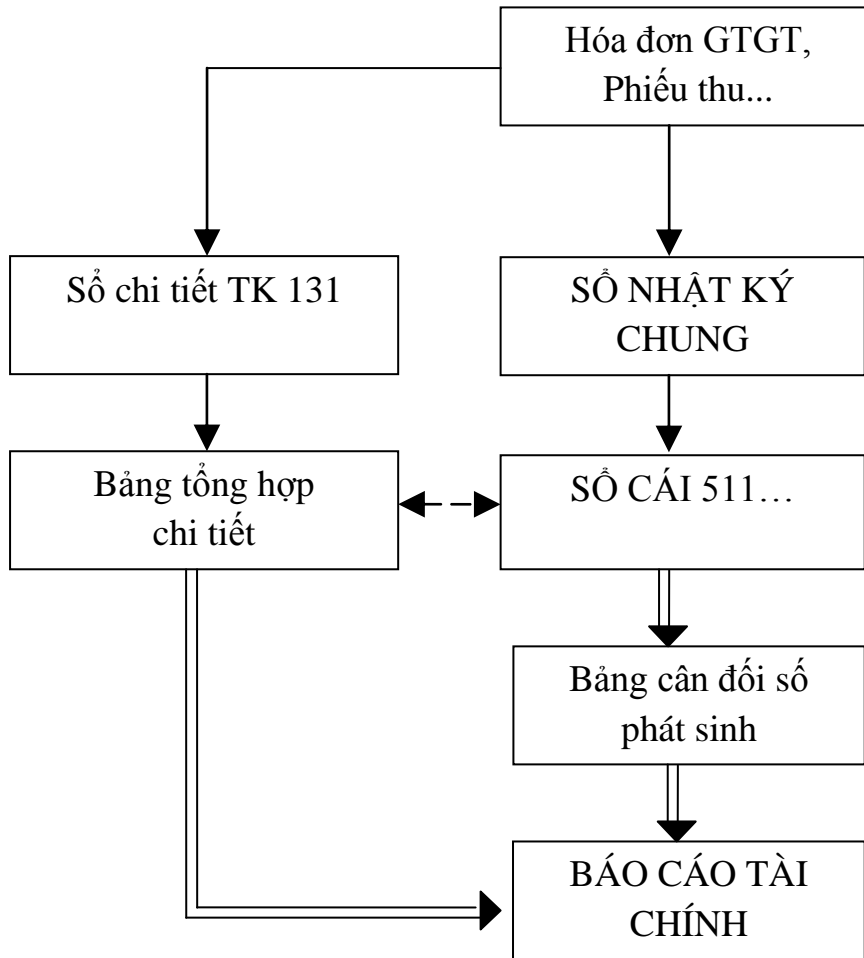 Hóa đơn GTGT,
Phiếu thu...
Sổ chi tiết TK 131
SỔ NHẬT KÝ
CHUNG
Bảng tổng hợp
chi tiết
SỔ CÁI 511…
Bảng cân đối số
phát sinh
BÁO CÁO TÀI
CHÍNH